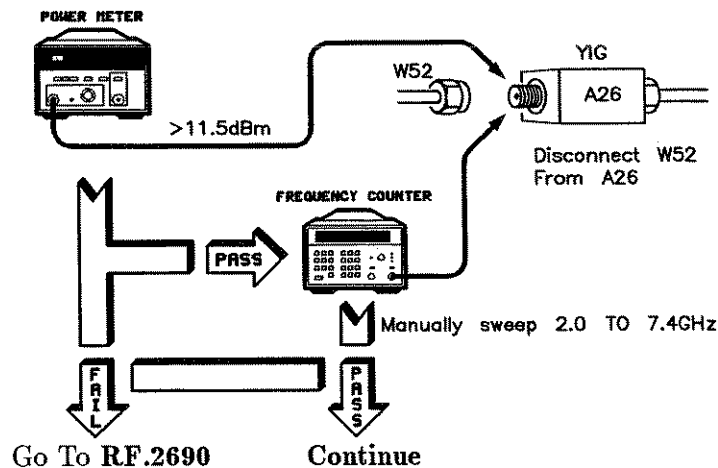 POWER METER
W52
YIG
A26
>11.5dBm
Disconnect W52
From A26
FREQUENCY COUNTER
PASS
Manually sweep 2.0 TO 7.4GHz
FAIL
PASS
Go To RF.2690
Continue